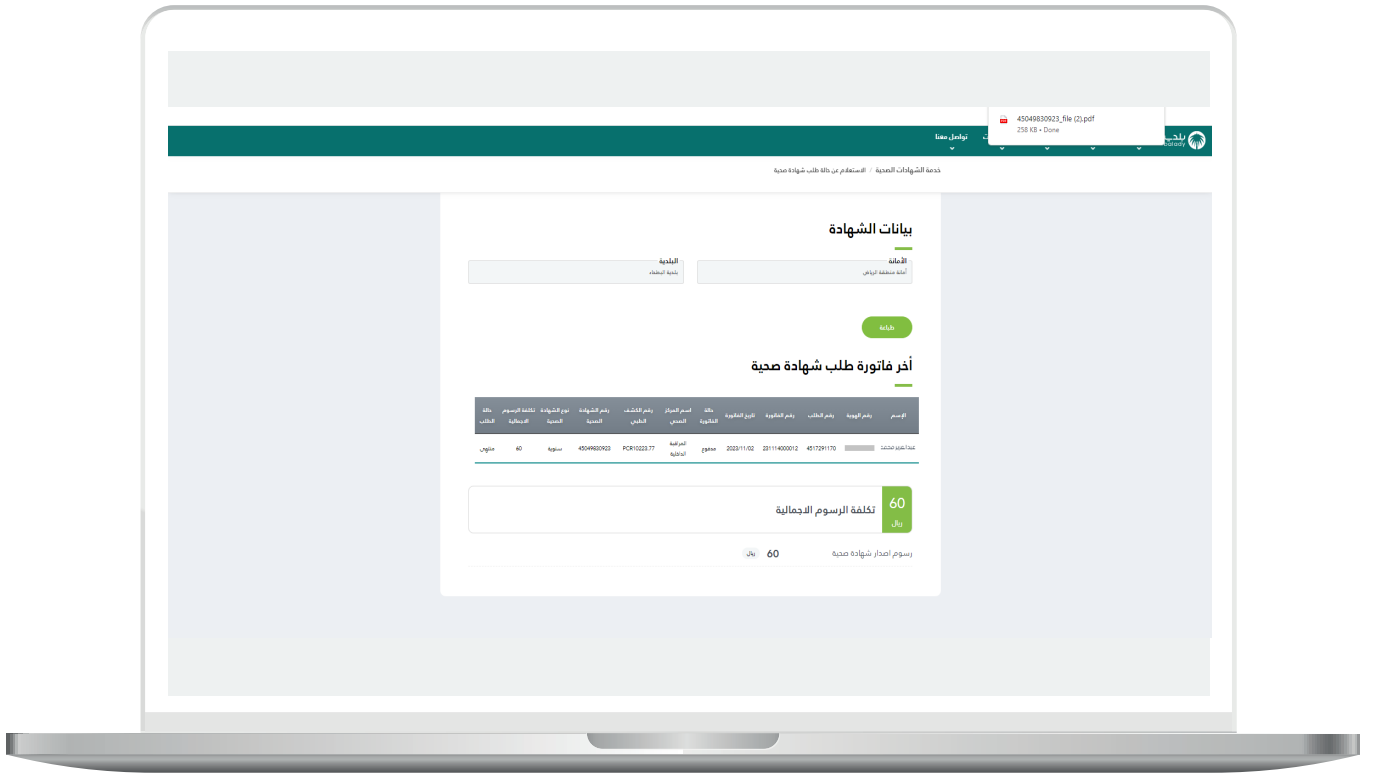 45049830923_file (2).pdf
258 KB • Done
بلدي
balady
تواصل معنا
خدمة الشهادات الصحية / الاستعلام عن حالة طلب شهادة صحية
بيانات الشهادة
الأمانة
أمانة منطقة الرياض
البلدية
بلدية البطحاء
طباعة
أخر فاتورة طلب شهادة صحية
الإسم رقم الهوية رقم الطلب رقم الفاتورة تاريخ الفاتورة حالة الفاتورة اسم المركز الصحي رقم الكشف الطبي رقم الشهادة الصحية نوع الشهادة الصحية تكلفة الرسوم الاجمالية حالة الطلب
4517291170 231114000012 2023/11/02 مدفوع المراقبة الداخلية PCR10223.77 45049830923 سنوية 60 منتهي
60
ريال
تكلفة الرسوم الاجمالية
رسوم اصدار شهادة صحية 60 ريال